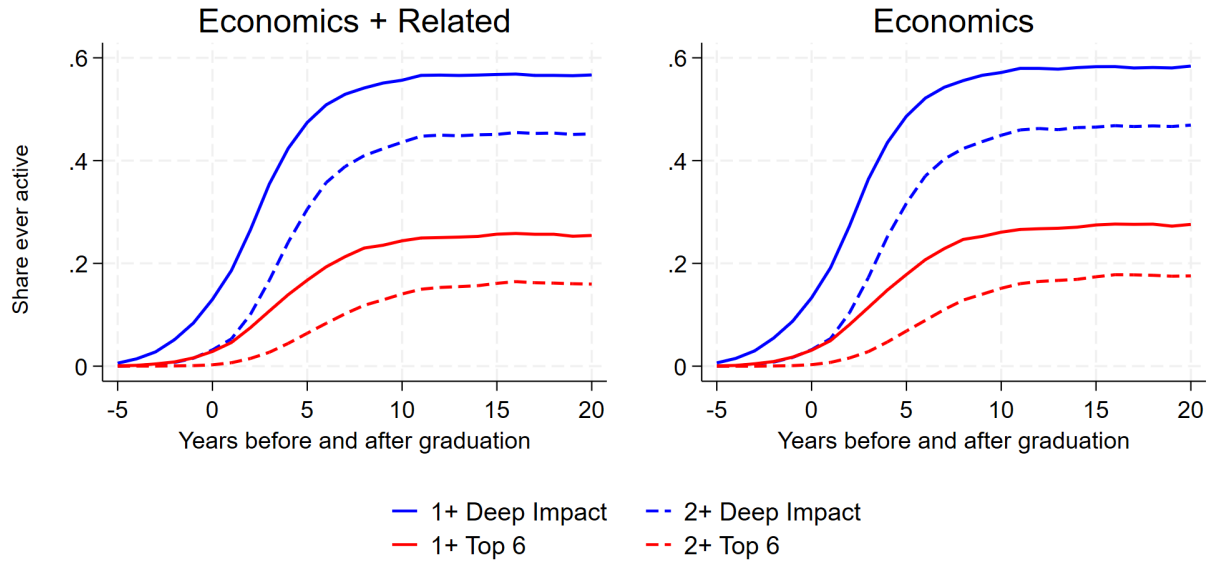 Economics + Related
Economics
Share ever active
.6
.4
.2
0
-5 0 5 10 15 20
Years before and after graduation
.6
.4
.2
0
-5 0 5 10 15 20
Years before and after graduation
1+ Deep Impact
2+ Deep Impact
1+ Top 6
2+ Top 6